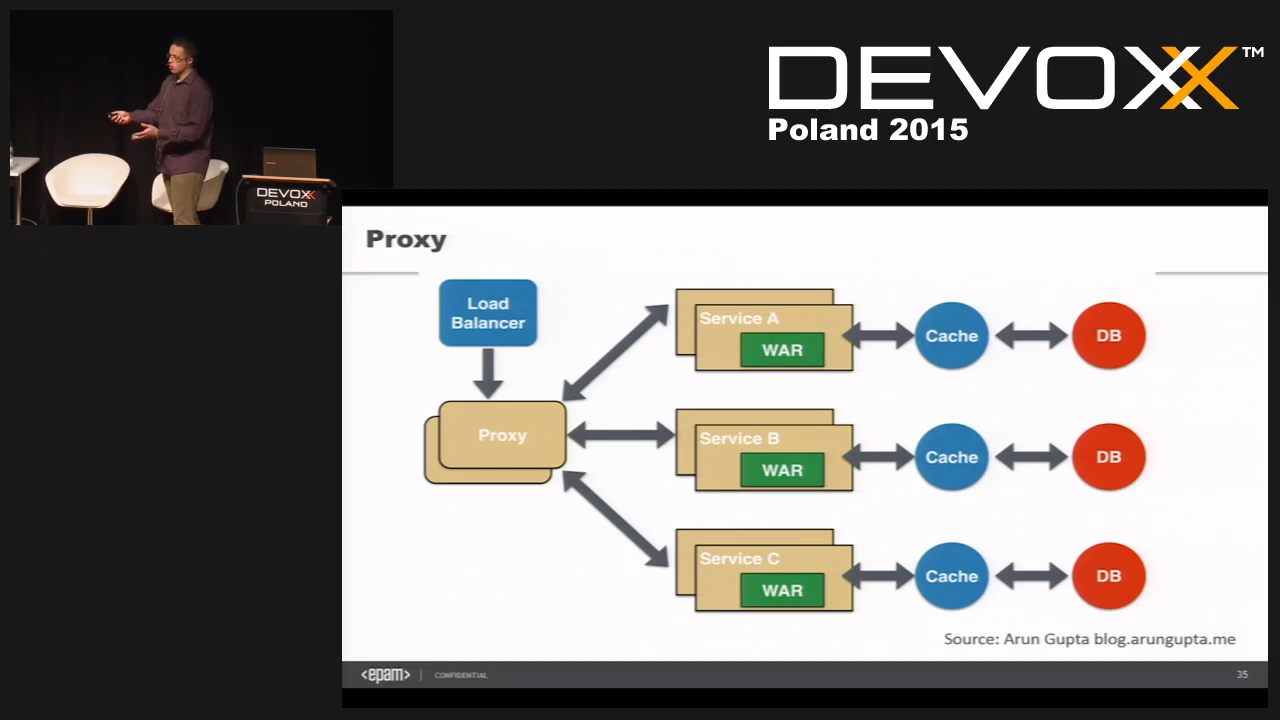 DEVOXX™
Poland 2015
DEVOXX
POLAND
Proxy
Load
Balancer
Proxy
Service A
WAR
Cache
DB
Service B
WAR
Cache
DB
Service C
WAR
Cache
DB
Source: Arun Gupta blog.arungupta.me
<epam> | CONFIDENTIAL
35